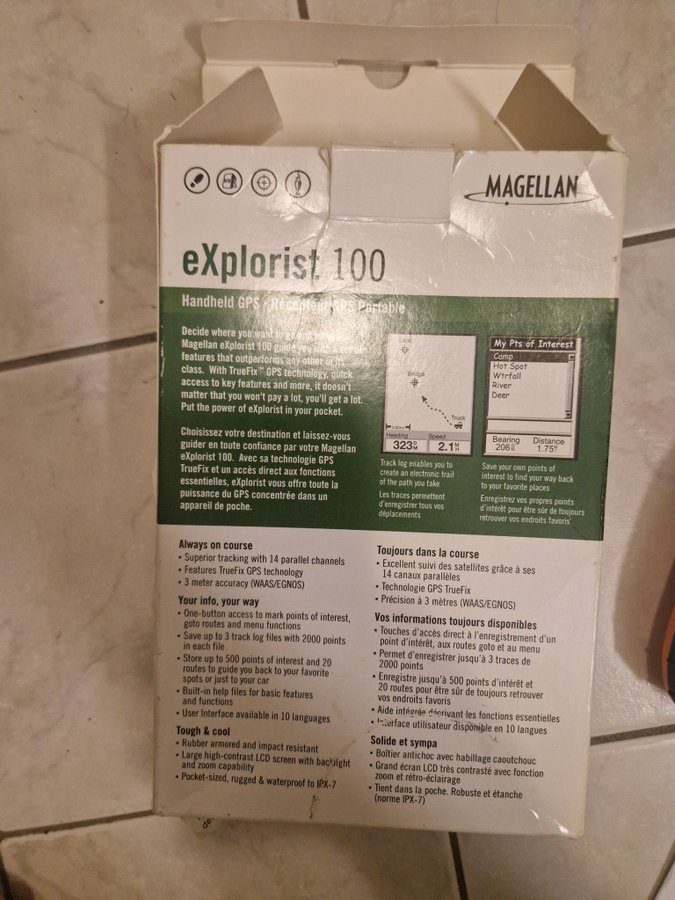 MAGELLAN
eXplorist 100
Handheld GPS • Récepteur GPS Portable
Decide where you want to go and
Magellan eXplorist 100 guide you with a set of
features that outperforms any other in its
class. With TrueFix™ GPS technology, quick
access to key features and more, it doesn't
matter that you won't pay a lot, you'll get a lot.
Put the power of eXplorist in your pocket.
Choisissez votre destination et laissez-vous
guider en toute confiance par votre Magellan
eXplorist 100. Avec sa technologie GPS
TrueFix et un accès direct aux fonctions
essentielles, eXplorist vous offre toute la
puissance du GPS concentrée dans un
appareil de poche.
Bridge
Truck
Heading
Speed
323
2.1
Track log enables you to
create an electronic trail
of the path you take
Les traces permettent
d'enregistrer tous vos
déplacements
My Pts of Interest
Camp
Hot Spot
Wtrfall
River
Deer
Bearing
Distance
206
1.75
Save your own points of
interest to find your way back
to your favorite places
Enregistrez vos propres points
d'intérêt pour être sûr de toujours
retrouver vos endroits favoris
Always on course
• Superior tracking with 14 parallel channels
• Features TrueFix GPS technology
• 3 meter accuracy (WAAS/EGNOS)
Your info, your way
• One-button access to mark points of interest,
goto routes and menu functions
• Save up to 3 track log files with 2000 points
in each file
• Store up to 500 points of interest and 20
routes to guide you back to your favorite
spots or just to your car
• Built-in help files for basic features
and functions
• User Interface available in 10 languages
Tough & cool
• Rubber armored and impact resistant
• Large high-contrast LCD screen with backlight
and zoom capability
• Pocket-sized, rugged & waterproof to IPX-7
Toujours dans la course
• Excellent suivi des satellites grâce à ses
14 canaux parallèles
• Technologie GPS TrueFix
• Précision à 3 mètres (WAAS/EGNOS)
Vos informations toujours disponibles
• Touches d'accès direct à l'enregistrement d'un
point d'intérêt, aux routes goto et au menu
• Permet d'enregistrer jusqu'à 3 traces de
2000 points
• Enregistre jusqu'à 500 points d'intérêt et
20 routes pour être sûr de toujours retrouver
vos endroits favoris
• Aide intégrée décrivant les fonctions essentielles
• Interface utilisateur disponible en 10 langues
Solide et sympa
• Boîtier antichoc avec habillage caoutchouc
• Grand écran LCD très contrasté avec fonction
zoom et rétro-éclairage
• Tient dans la poche. Robuste et étanche
(norme IPX-7)